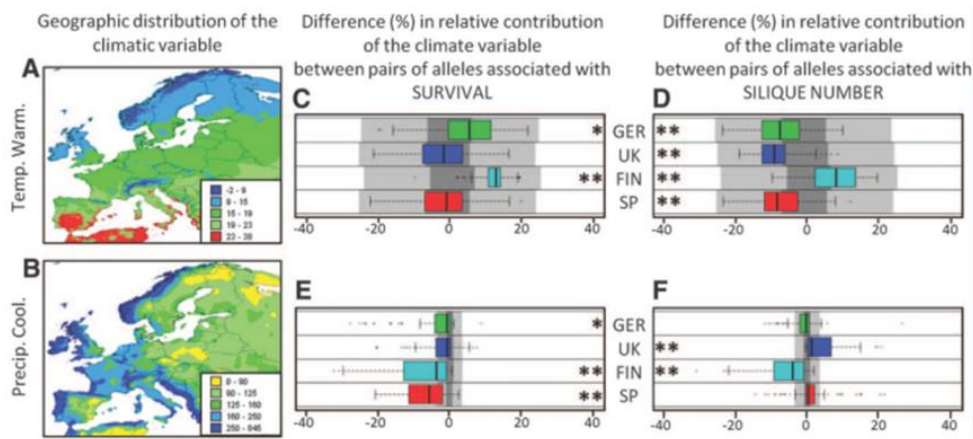 Geographic distribution of the
climatic variable
Difference (%) in relative contribution
of the climate variable
between pairs of alleles associated with
SURVIVAL
Difference (%) in relative contribution
of the climate variable
between pairs of alleles associated with
SILIQUE NUMBER
A
Temp. Warm.
-2 - 9
9 - 15
15 - 19
19 - 23
23 - 38
C
* GER
UK
** FIN
SP
-40 -20 0 20 40
D
**
**
**
**
-40 -20 0 20 40
B
Precip. Cool.
0 - 90
90 - 125
125 - 160
160 - 250
250 - 845
E
* GER
UK
** FIN
** SP
-40 -20 0 20 40
F
**
**
-40 -20 0 20 40